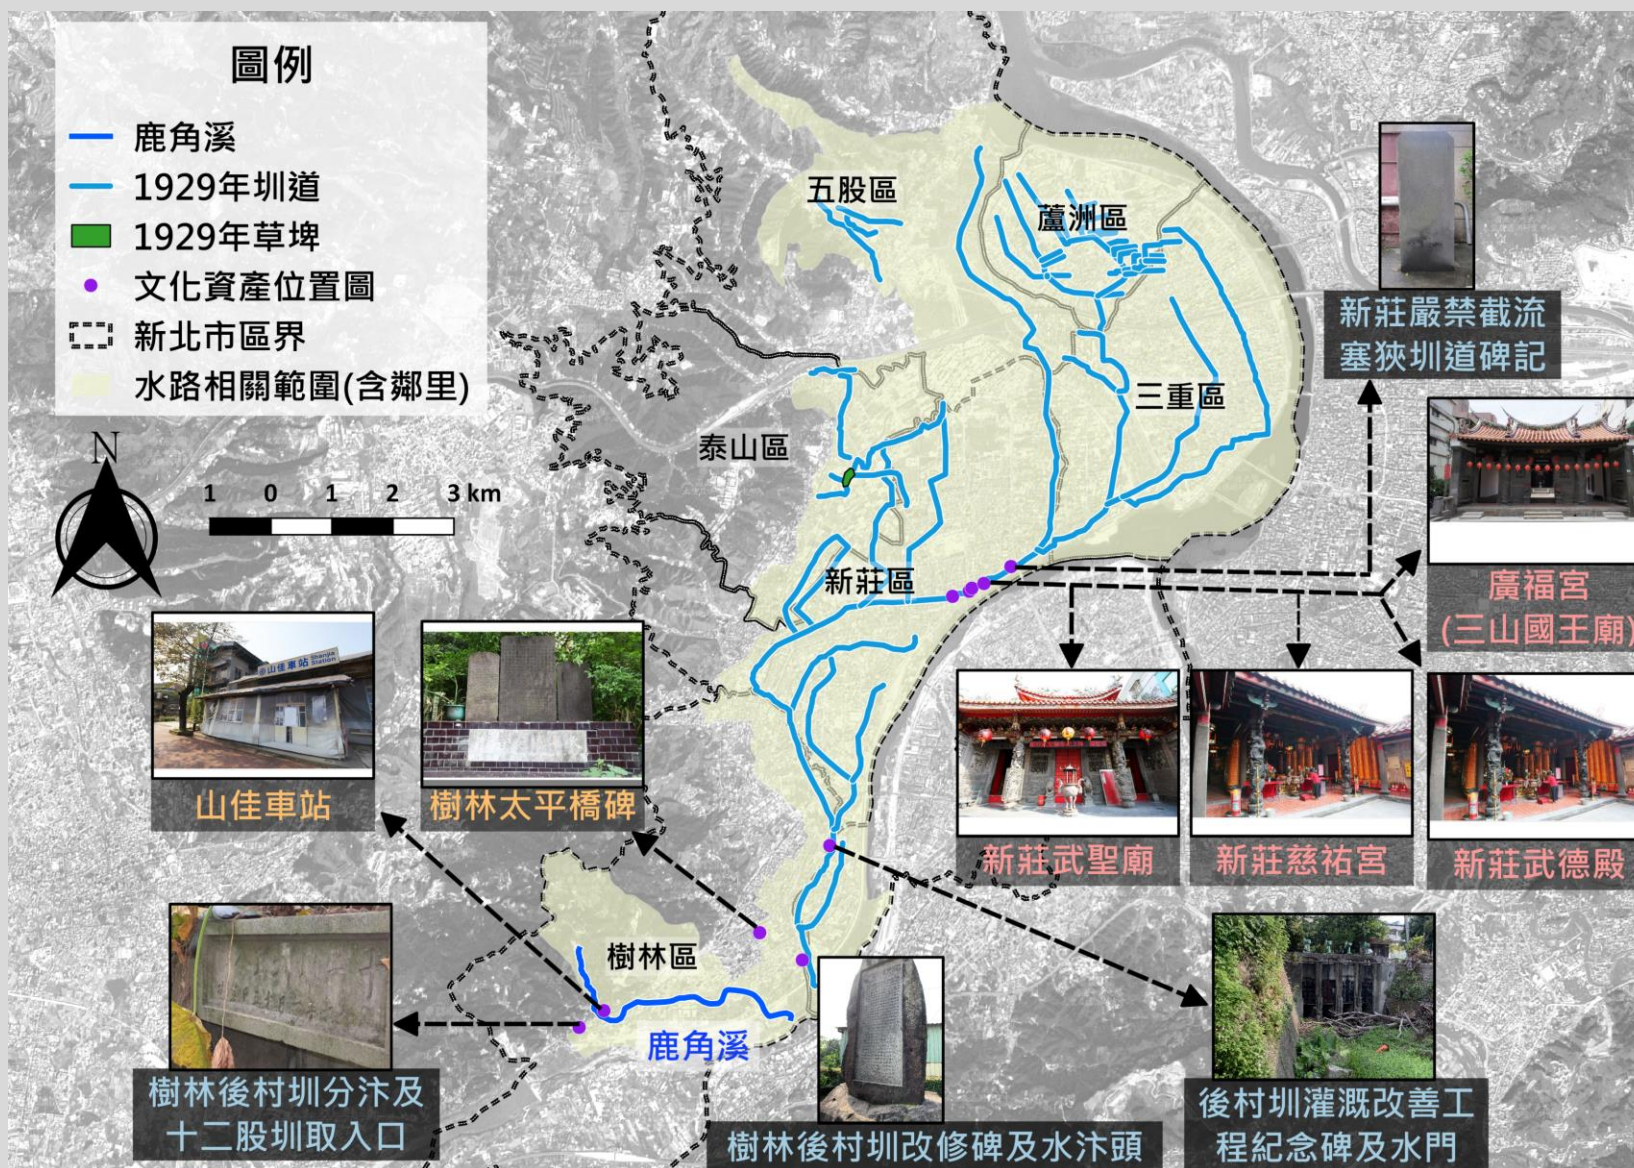 圖例
鹿角溪
1929年圳道
1929年草埤
文化資產位置圖
新北市區界
水路相關範圍(含鄰里)
N
1 0 1 2 3 km
五股區
蘆洲區
三重區
泰山區
新莊區
樹林區
鹿角溪
新莊嚴禁截流
塞狹圳道碑記
廣福宮
(三山國王廟)
新莊武聖廟
新莊慈祐宮
新莊武德殿
山佳車站
Shanjia
Station
山佳車站
樹林太平橋碑
樹林後村圳分汴及
十二股圳取入口
樹林後村圳改修碑及水汴頭
後村圳灌溉改善工
程紀念碑及水門